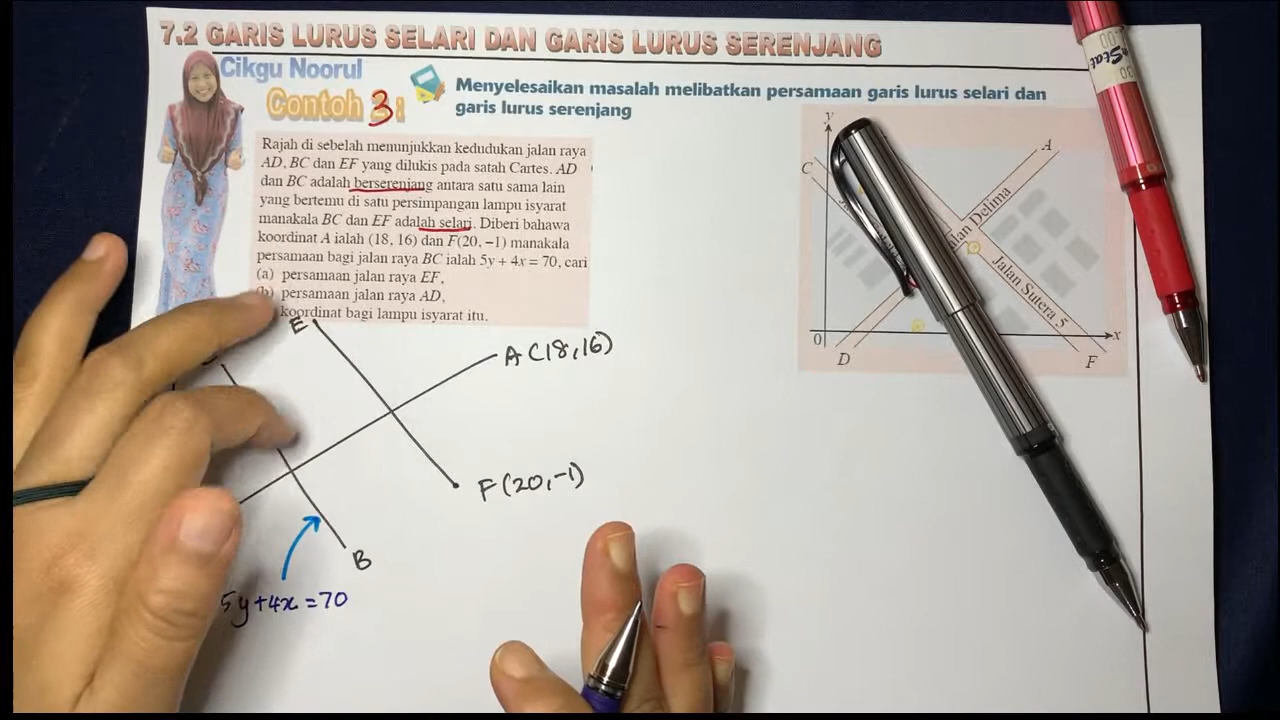 7.2 GARIS LURUS SELARI DAN GARIS LURUS SERENJANG
Cikgu Noorul
Contoh 3:
Menyelesaikan masalah melibatkan persamaan garis lurus selari dan
garis lurus serenjang
Rajah di sebelah menunjukkan kedudukan jalan raya
AD, BC dan EF yang dilukis pada satah Cartes. AD
dan BC adalah berserenjang antara satu sama lain
yang bertemu di satu persimpangan lampu isyarat
manakala BC dan EF adalah selari. Diberi bahawa
koordinat A ialah (18, 16) dan F(20, −1) manakala
persamaan bagi jalan raya BC ialah 5y + 4x = 70, cari
(a) persamaan jalan raya EF,
(b) persamaan jalan raya AD,
koordinat bagi lampu isyarat itu.
y
A
C
Delima
Jalan Sutera 5
0
x
D
F
E
A (18,16)
F(20,-1)
B
5y+4x=70